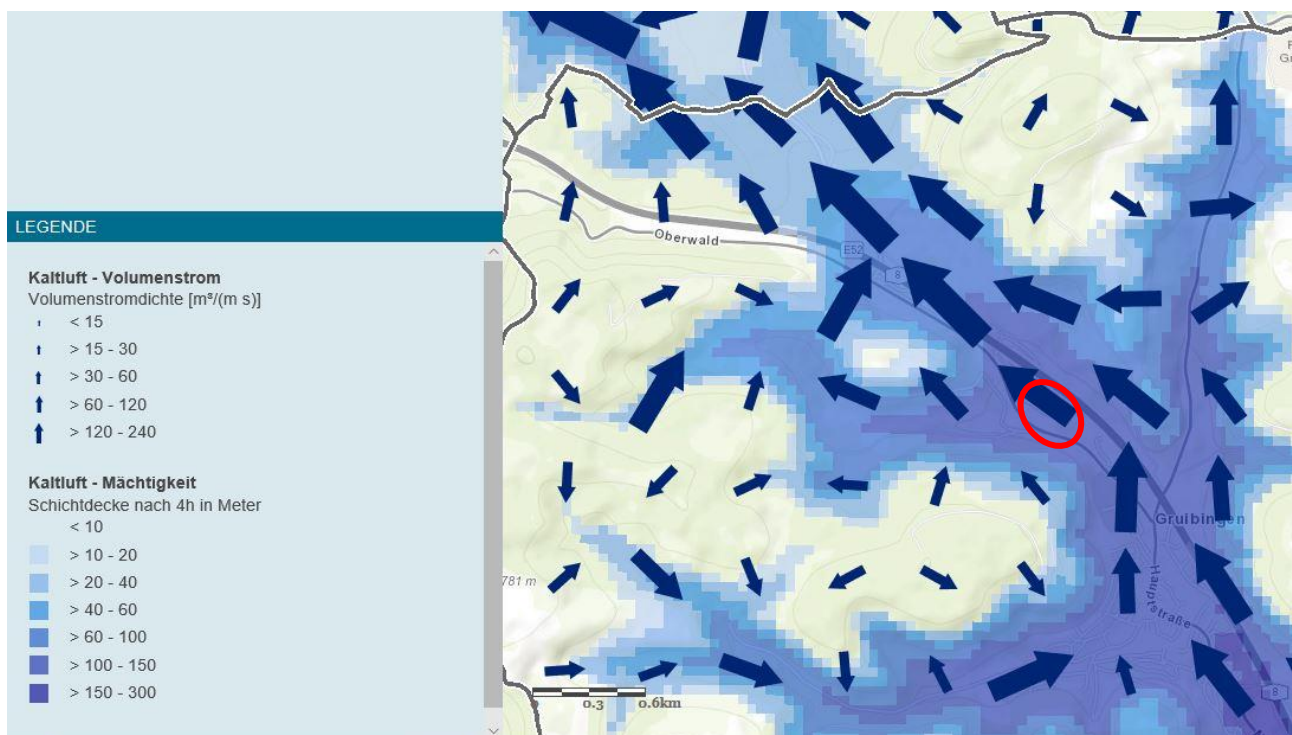 LEGENDE
Kaltluft - Volumenstrom
Volumenstromdichte [m³/(m s)]
< 15
> 15 - 30
> 30 - 60
> 60 - 120
> 120 - 240
Kaltluft - Mächtigkeit
Schichtdecke nach 4h in Meter
< 10
> 10 - 20
> 20 - 40
> 40 - 60
> 60 - 100
> 100 - 150
> 150 - 300
Oberwald
E52
8
Gruibingen
781 m
Hauptstraße
8
0.3 0.6km